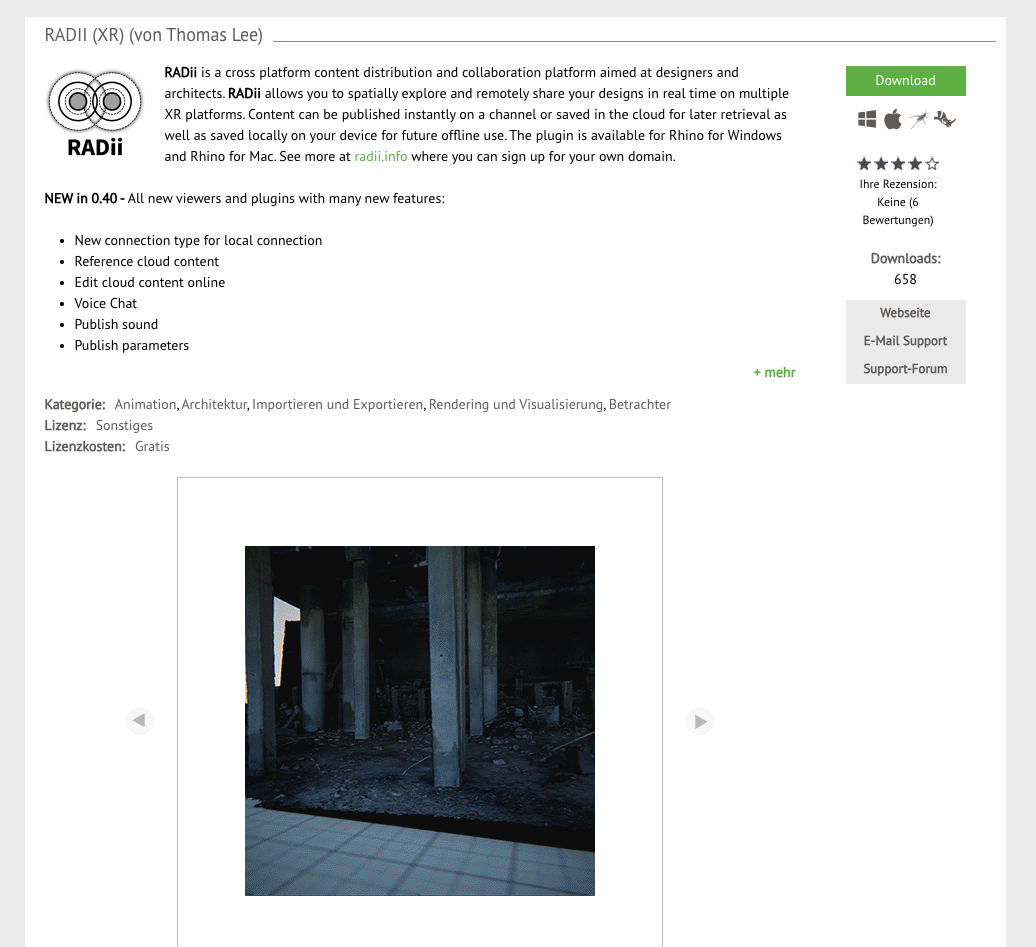 RADII (XR) (von Thomas Lee)
RADii
RADii is a cross platform content distribution and collaboration platform aimed at designers and
architects. RADii allows you to spatially explore and remotely share your designs in real time on multiple
XR platforms. Content can be published instantly on a channel or saved in the cloud for later retrieval as
well as saved locally on your device for future offline use. The plugin is available for Rhino for Windows
and Rhino for Mac. See more at radii.info where you can sign up for your own domain.
NEW in 0.40 - All new viewers and plugins with many new features:
• New connection type for local connection
• Reference cloud content
• Edit cloud content online
• Voice Chat
• Publish sound
• Publish parameters
+ mehr
Kategorie: Animation, Architektur, Importieren und Exportieren, Rendering und Visualisierung, Betrachter
Lizenz: Sonstiges
Lizenzkosten: Gratis
Download
Ihre Rezension:
Keine (6
Bewertungen)
Downloads:
658
Webseite
E-Mail Support
Support-Forum